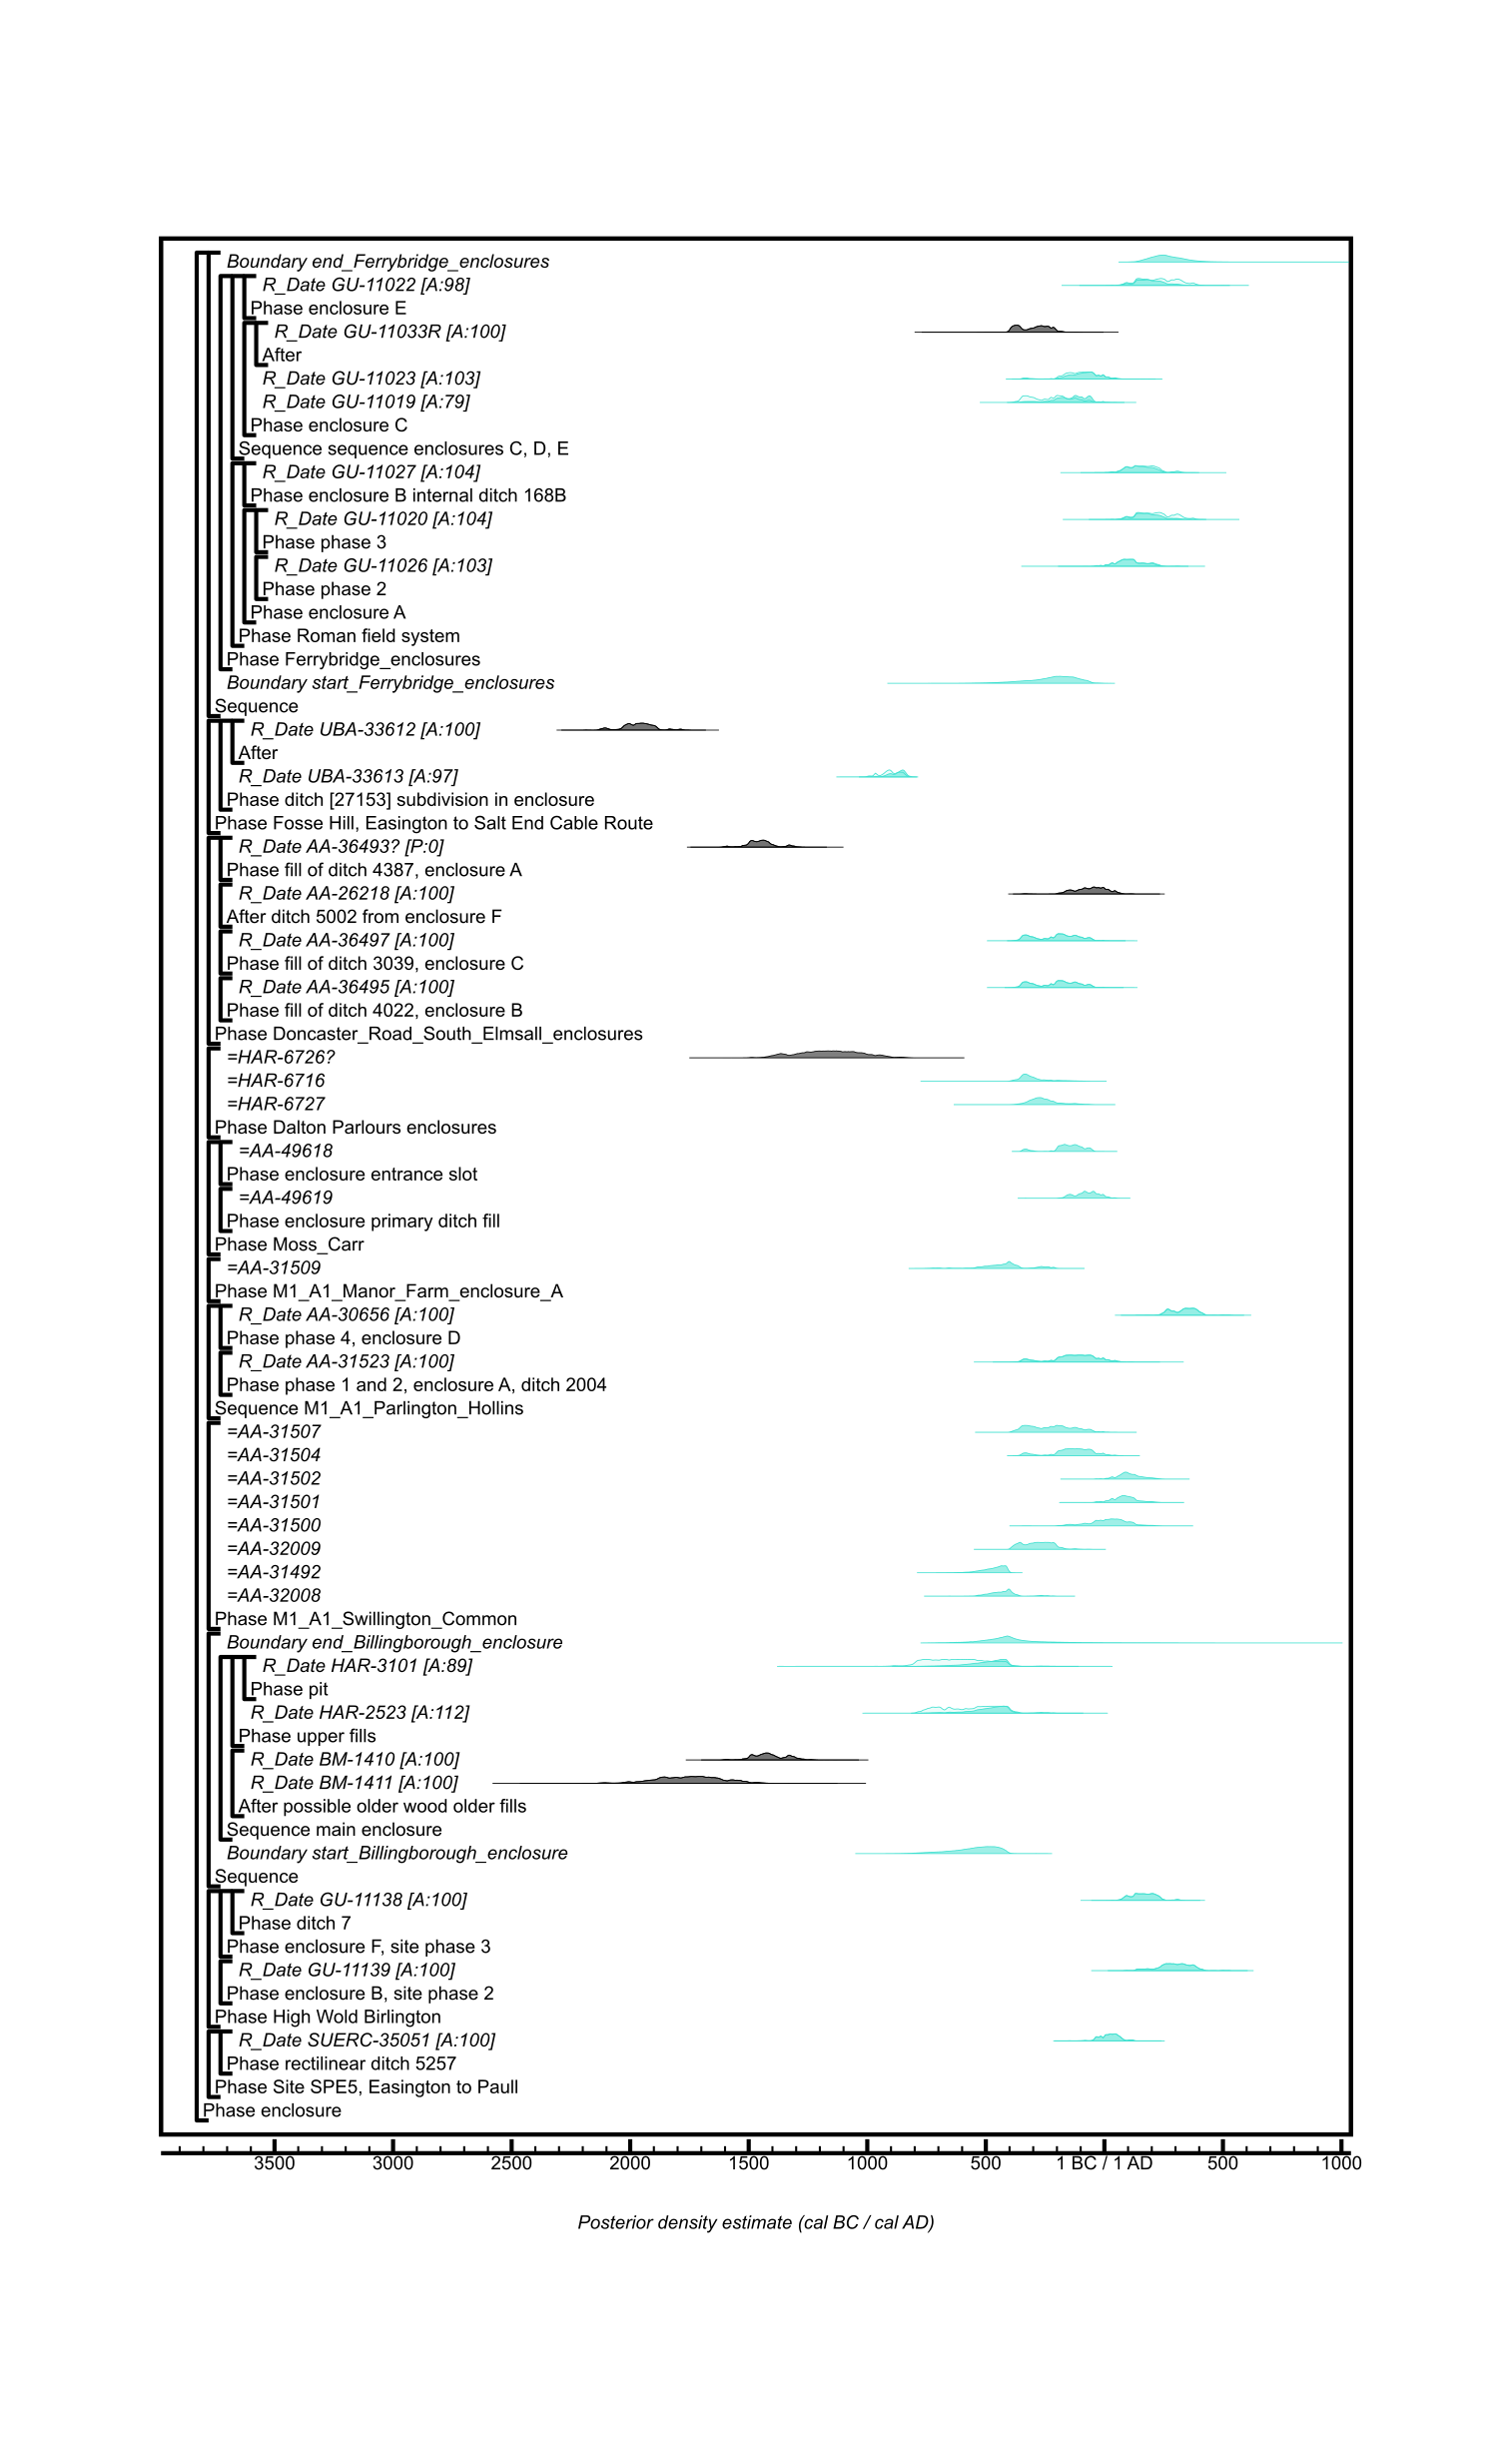 Boundary end_Ferrybridge_enclosures
R_Date GU-11022 [A:98]
Phase enclosure E
R_Date GU-11033R [A:100]
After
R_Date GU-11023 [A:103]
R_Date GU-11019 [A:79]
Phase enclosure C
Sequence sequence enclosures C, D, E
R_Date GU-11027 [A:104]
Phase enclosure B internal ditch 168B
R_Date GU-11020 [A:104]
Phase phase 3
R_Date GU-11026 [A:103]
Phase phase 2
Phase enclosure A
Phase Roman field system
Phase Ferrybridge_enclosures
Boundary start_Ferrybridge_enclosures
Sequence
R_Date UBA-33612 [A:100]
After
R_Date UBA-33613 [A:97]
Phase ditch [27153] subdivision in enclosure
Phase Fosse Hill, Easington to Salt End Cable Route
R_Date AA-36493? [P:0]
Phase fill of ditch 4387, enclosure A
R_Date AA-26218 [A:100]
After ditch 5002 from enclosure F
R_Date AA-36497 [A:100]
Phase fill of ditch 3039, enclosure C
R_Date AA-36495 [A:100]
Phase fill of ditch 4022, enclosure B
Phase Doncaster_Road_South_Elmsall_enclosures
=HAR-6726?
=HAR-6716
=HAR-6727
Phase Dalton Parlours enclosures
=AA-49618
Phase enclosure entrance slot
=AA-49619
Phase enclosure primary ditch fill
Phase Moss_Carr
=AA-31509
Phase M1_A1_Manor_Farm_enclosure_A
R_Date AA-30656 [A:100]
Phase phase 4, enclosure D
R_Date AA-31523 [A:100]
Phase phase 1 and 2, enclosure A, ditch 2004
Sequence M1_A1_Parlington_Hollins
=AA-31507
=AA-31504
=AA-31502
=AA-31501
=AA-31500
=AA-32009
=AA-31492
=AA-32008
Phase M1_A1_Swillington_Common
Boundary end_Billingborough_enclosure
R_Date HAR-3101 [A:89]
Phase pit
R_Date HAR-2523 [A:112]
Phase upper fills
R_Date BM-1410 [A:100]
R_Date BM-1411 [A:100]
After possible older wood older fills
Sequence main enclosure
Boundary start_Billingborough_enclosure
Sequence
R_Date GU-11138 [A:100]
Phase ditch 7
Phase enclosure F, site phase 3
R_Date GU-11139 [A:100]
Phase enclosure B, site phase 2
Phase High Wold Birlington
R_Date SUERC-35051 [A:100]
Phase rectilinear ditch 5257
Phase Site SPE5, Easington to Paull
Phase enclosure
3500 3000 2500 2000 1500 1000 500 1 BC / 1 AD 500 1000
Posterior density estimate (cal BC / cal AD)